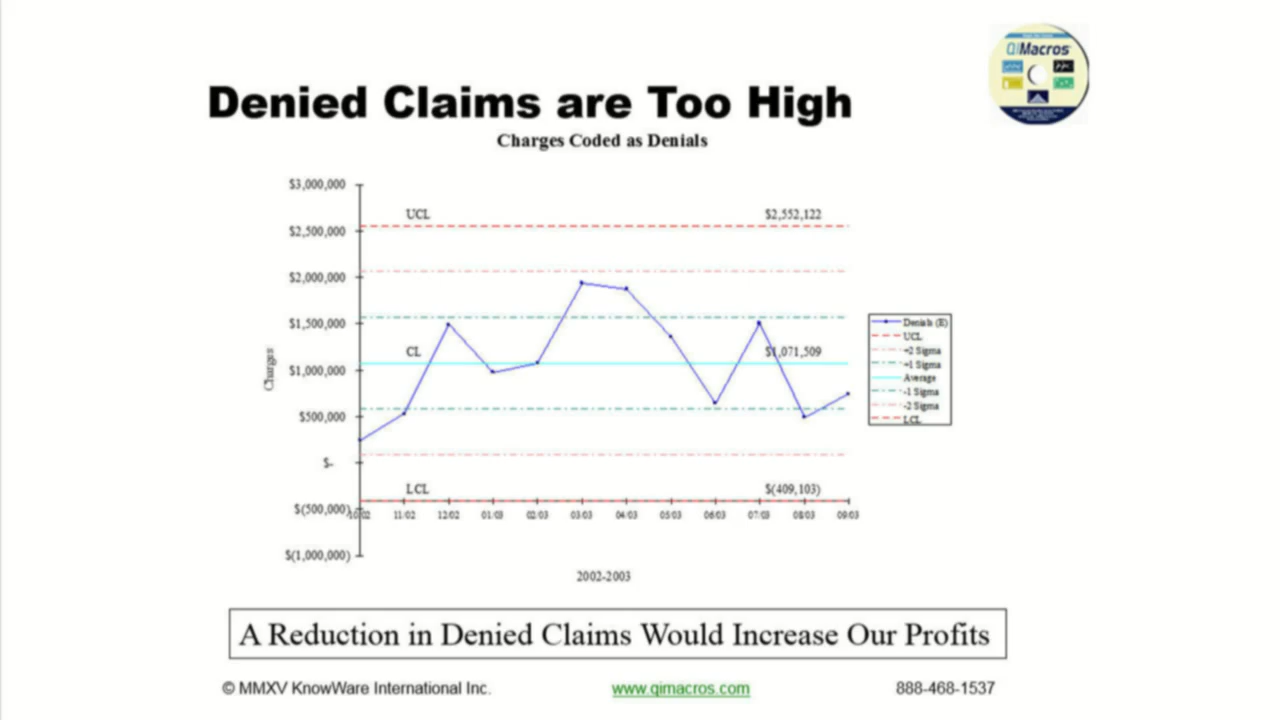 QIMacros
Denied Claims are Too High
Charges Coded as Denials
$3,000,000
$2,500,000
$2,000,000
$1,500,000
$1,000,000
$500,000
$-
$(500,000)
$(1,000,000)
Charges
UCL
$2,552,122
CL
$1,071,509
LCL
$(409,103)
10/02 11/02 12/02 01/03 02/03 03/03 04/03 05/03 06/03 07/03 08/03 09/03
2002-2003
Denials (E)
UCL
+2 Sigma
+1 Sigma
Average
-1 Sigma
-2 Sigma
LCL
A Reduction in Denied Claims Would Increase Our Profits
© MMXV KnowWare International Inc. www.qimacros.com 888-468-1537